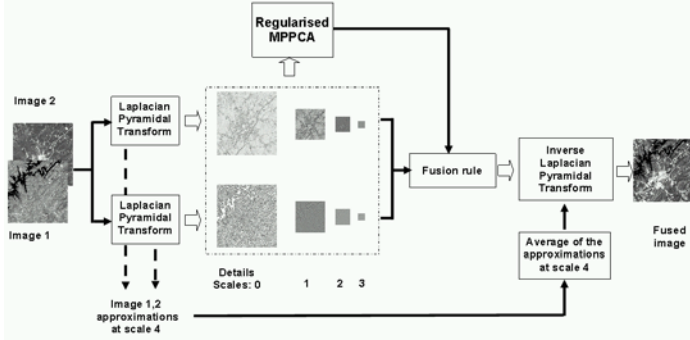 Regularised
MPPCA
Image 2
Laplacian
Pyramidal
Transform
Laplacian
Pyramidal
Transform
Image 1
Fusion rule
Inverse
Laplacian
Pyramidal
Transform
Fused
image
Average of the
approximations
at scale 4
Details
Scales: 0 1 2 3
Image 1,2
approximations
at scale 4